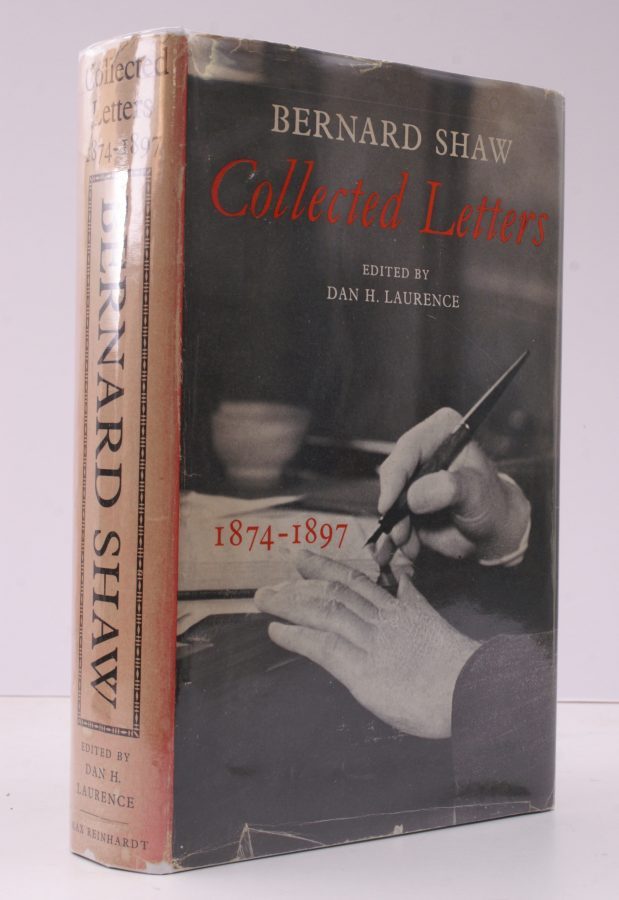 Collected
Letters
1874-1897
BERNARD SHAW
EDITED BY
DAN H.
LAURENCE
MAX REINHARDT
BERNARD SHAW
Collected Letters
EDITED BY
DAN H. LAURENCE
1874-1897